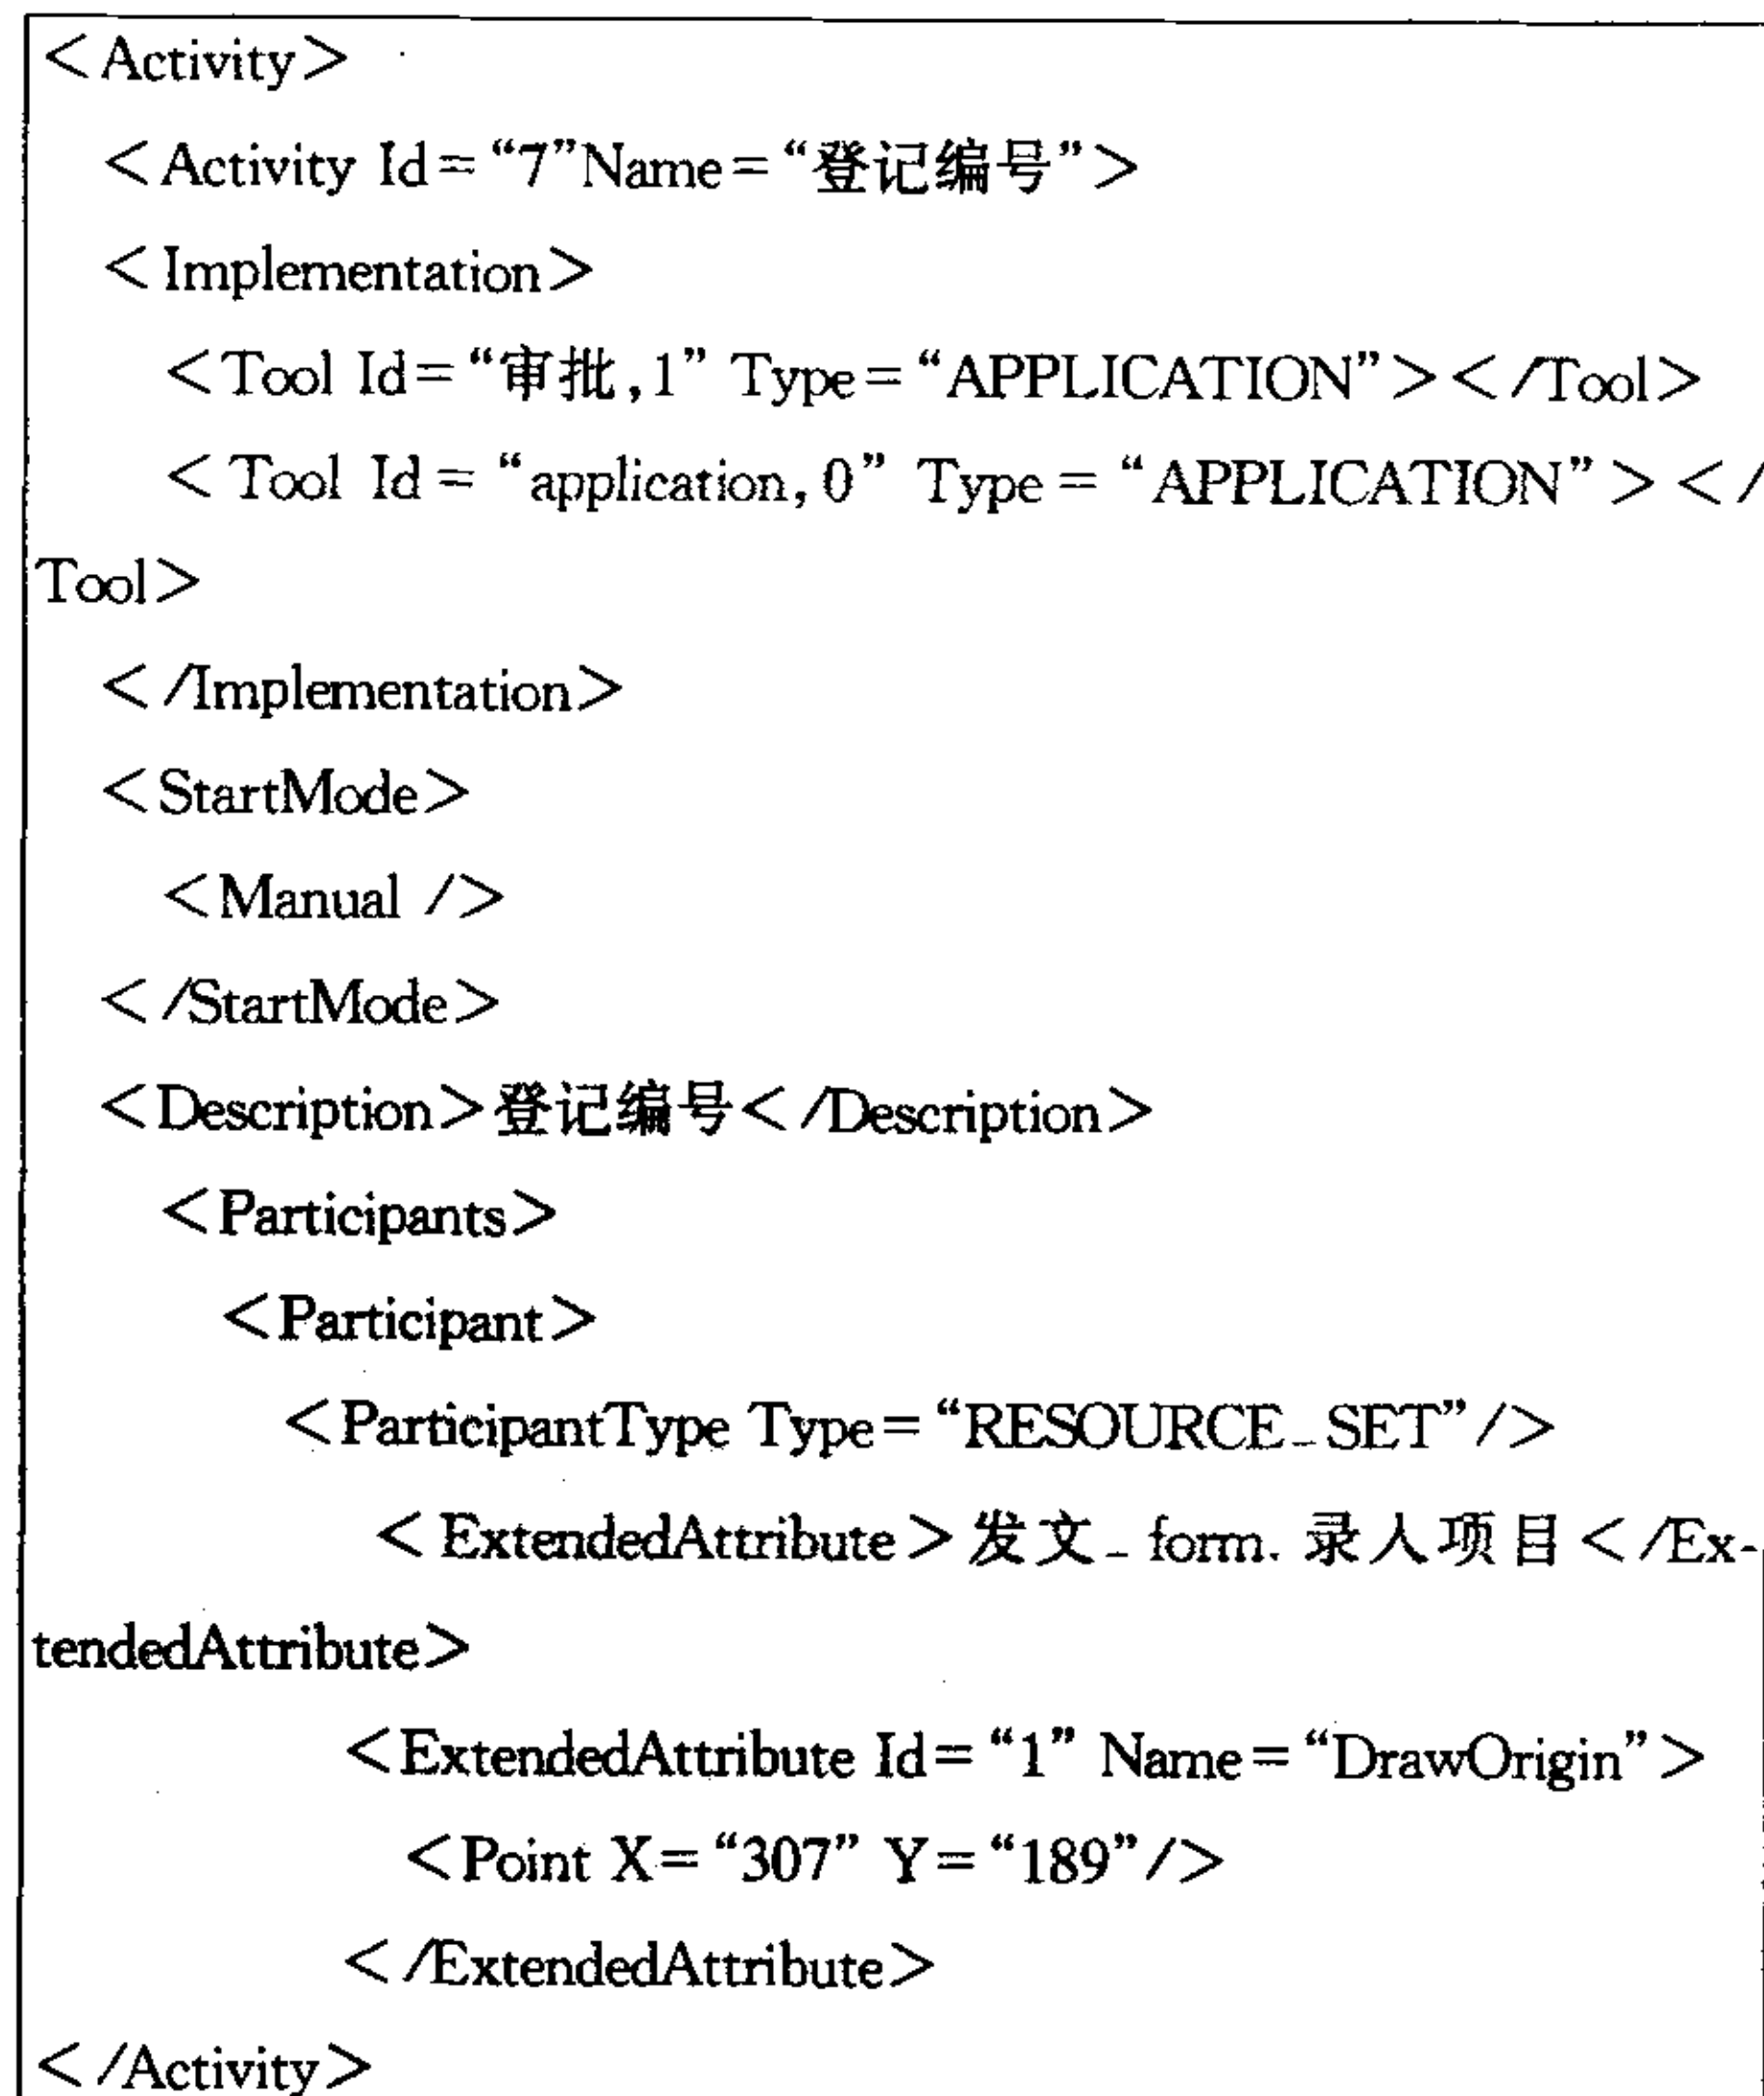 <Activity>
<Activity Id=“7”Name=“登记编号”>
<Implementation>
<Tool Id=“审批,1” Type=“APPLICATION”></Tool>
<Tool Id=“application,0” Type=“APPLICATION”></
Tool>
</Implementation>
<StartMode>
<Manual />
</StartMode>
<Description>登记编号</Description>
<Participants>
<Participant>
<ParticipantType Type=“RESOURCE_SET”/>
<ExtendedAttribute>发文_form.录人项目</Ex-
tendedAttribute>
<ExtendedAttribute Id=“1” Name=“DrawOrigin”>
<Point X=“307” Y=“189”/>
</ExtendedAttribute>
</Activity>